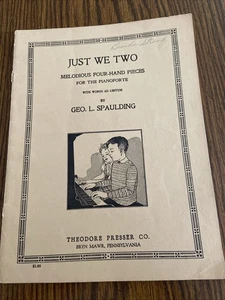 JUST WE TWO
MELODIOUS FOUR-HAND PIECES
FOR THE PIANOFORTE
WITH WORDS AD LIBITUM
BY
GEO. L. SPAULDING
THEODORE PRESSER CO.
BRYN MAWR, PENNSYLVANIA